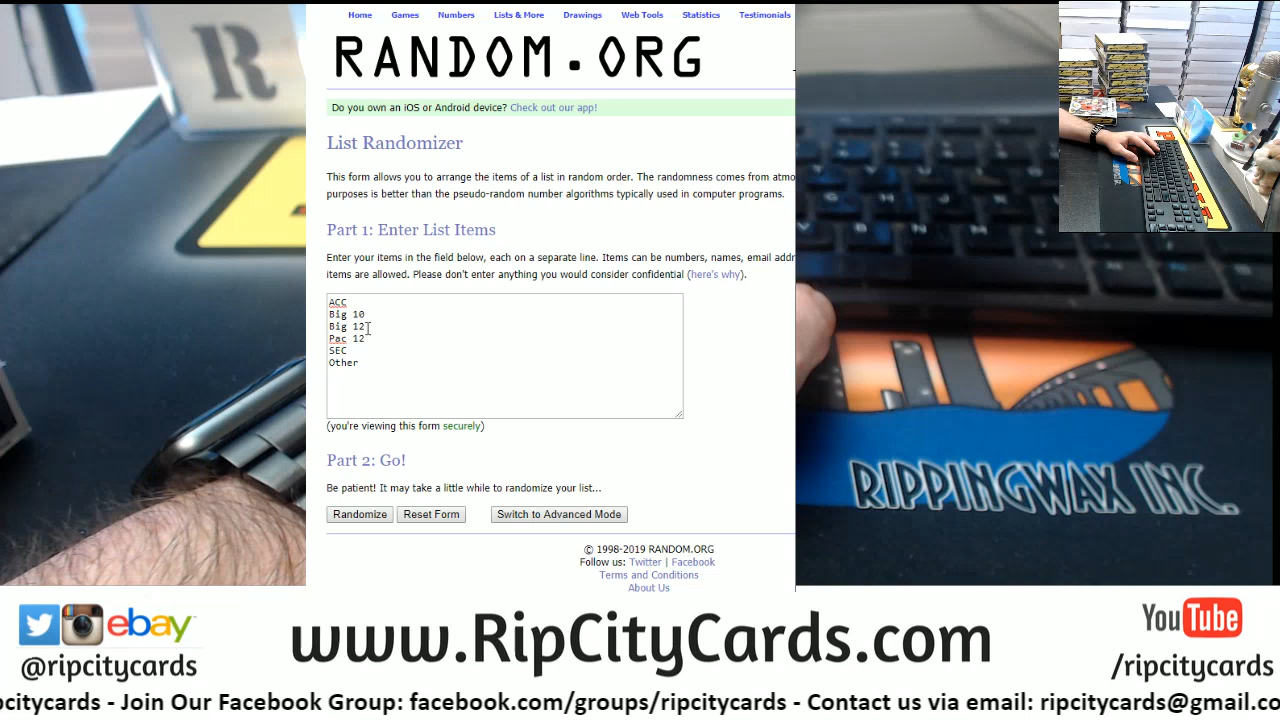 R
Home Games Numbers Lists & More Drawings Web Tools Statistics Testimonials
RANDOM.ORG
Do you own an iOS or Android device? Check out our app!
List Randomizer
This form allows you to arrange the items of a list in random order. The randomness comes from atmo
purposes is better than the pseudo-random number algorithms typically used in computer programs.
Part 1: Enter List Items
Enter your items in the field below, each on a separate line. Items can be numbers, names, email addr
items are allowed. Please don't enter anything you would consider confidential (here's why).
ACC
Big 10
Big 12
Pac 12
SEC
Other
(you're viewing this form securely)
Part 2: Go!
Be patient! It may take a little while to randomize your list...
Randomize Reset Form Switch to Advanced Mode
© 1998-2019 RANDOM.ORG
Follow us: Twitter | Facebook
Terms and Conditions
About Us
RIPPINGWAX INC.
ebay
@ripcitycards
www.RipCityCards.com
YouTube
/ripcitycards
pcitycards - Join Our Facebook Group: facebook.com/groups/ripcitycards - Contact us via email: ripcitycards@gmail.co